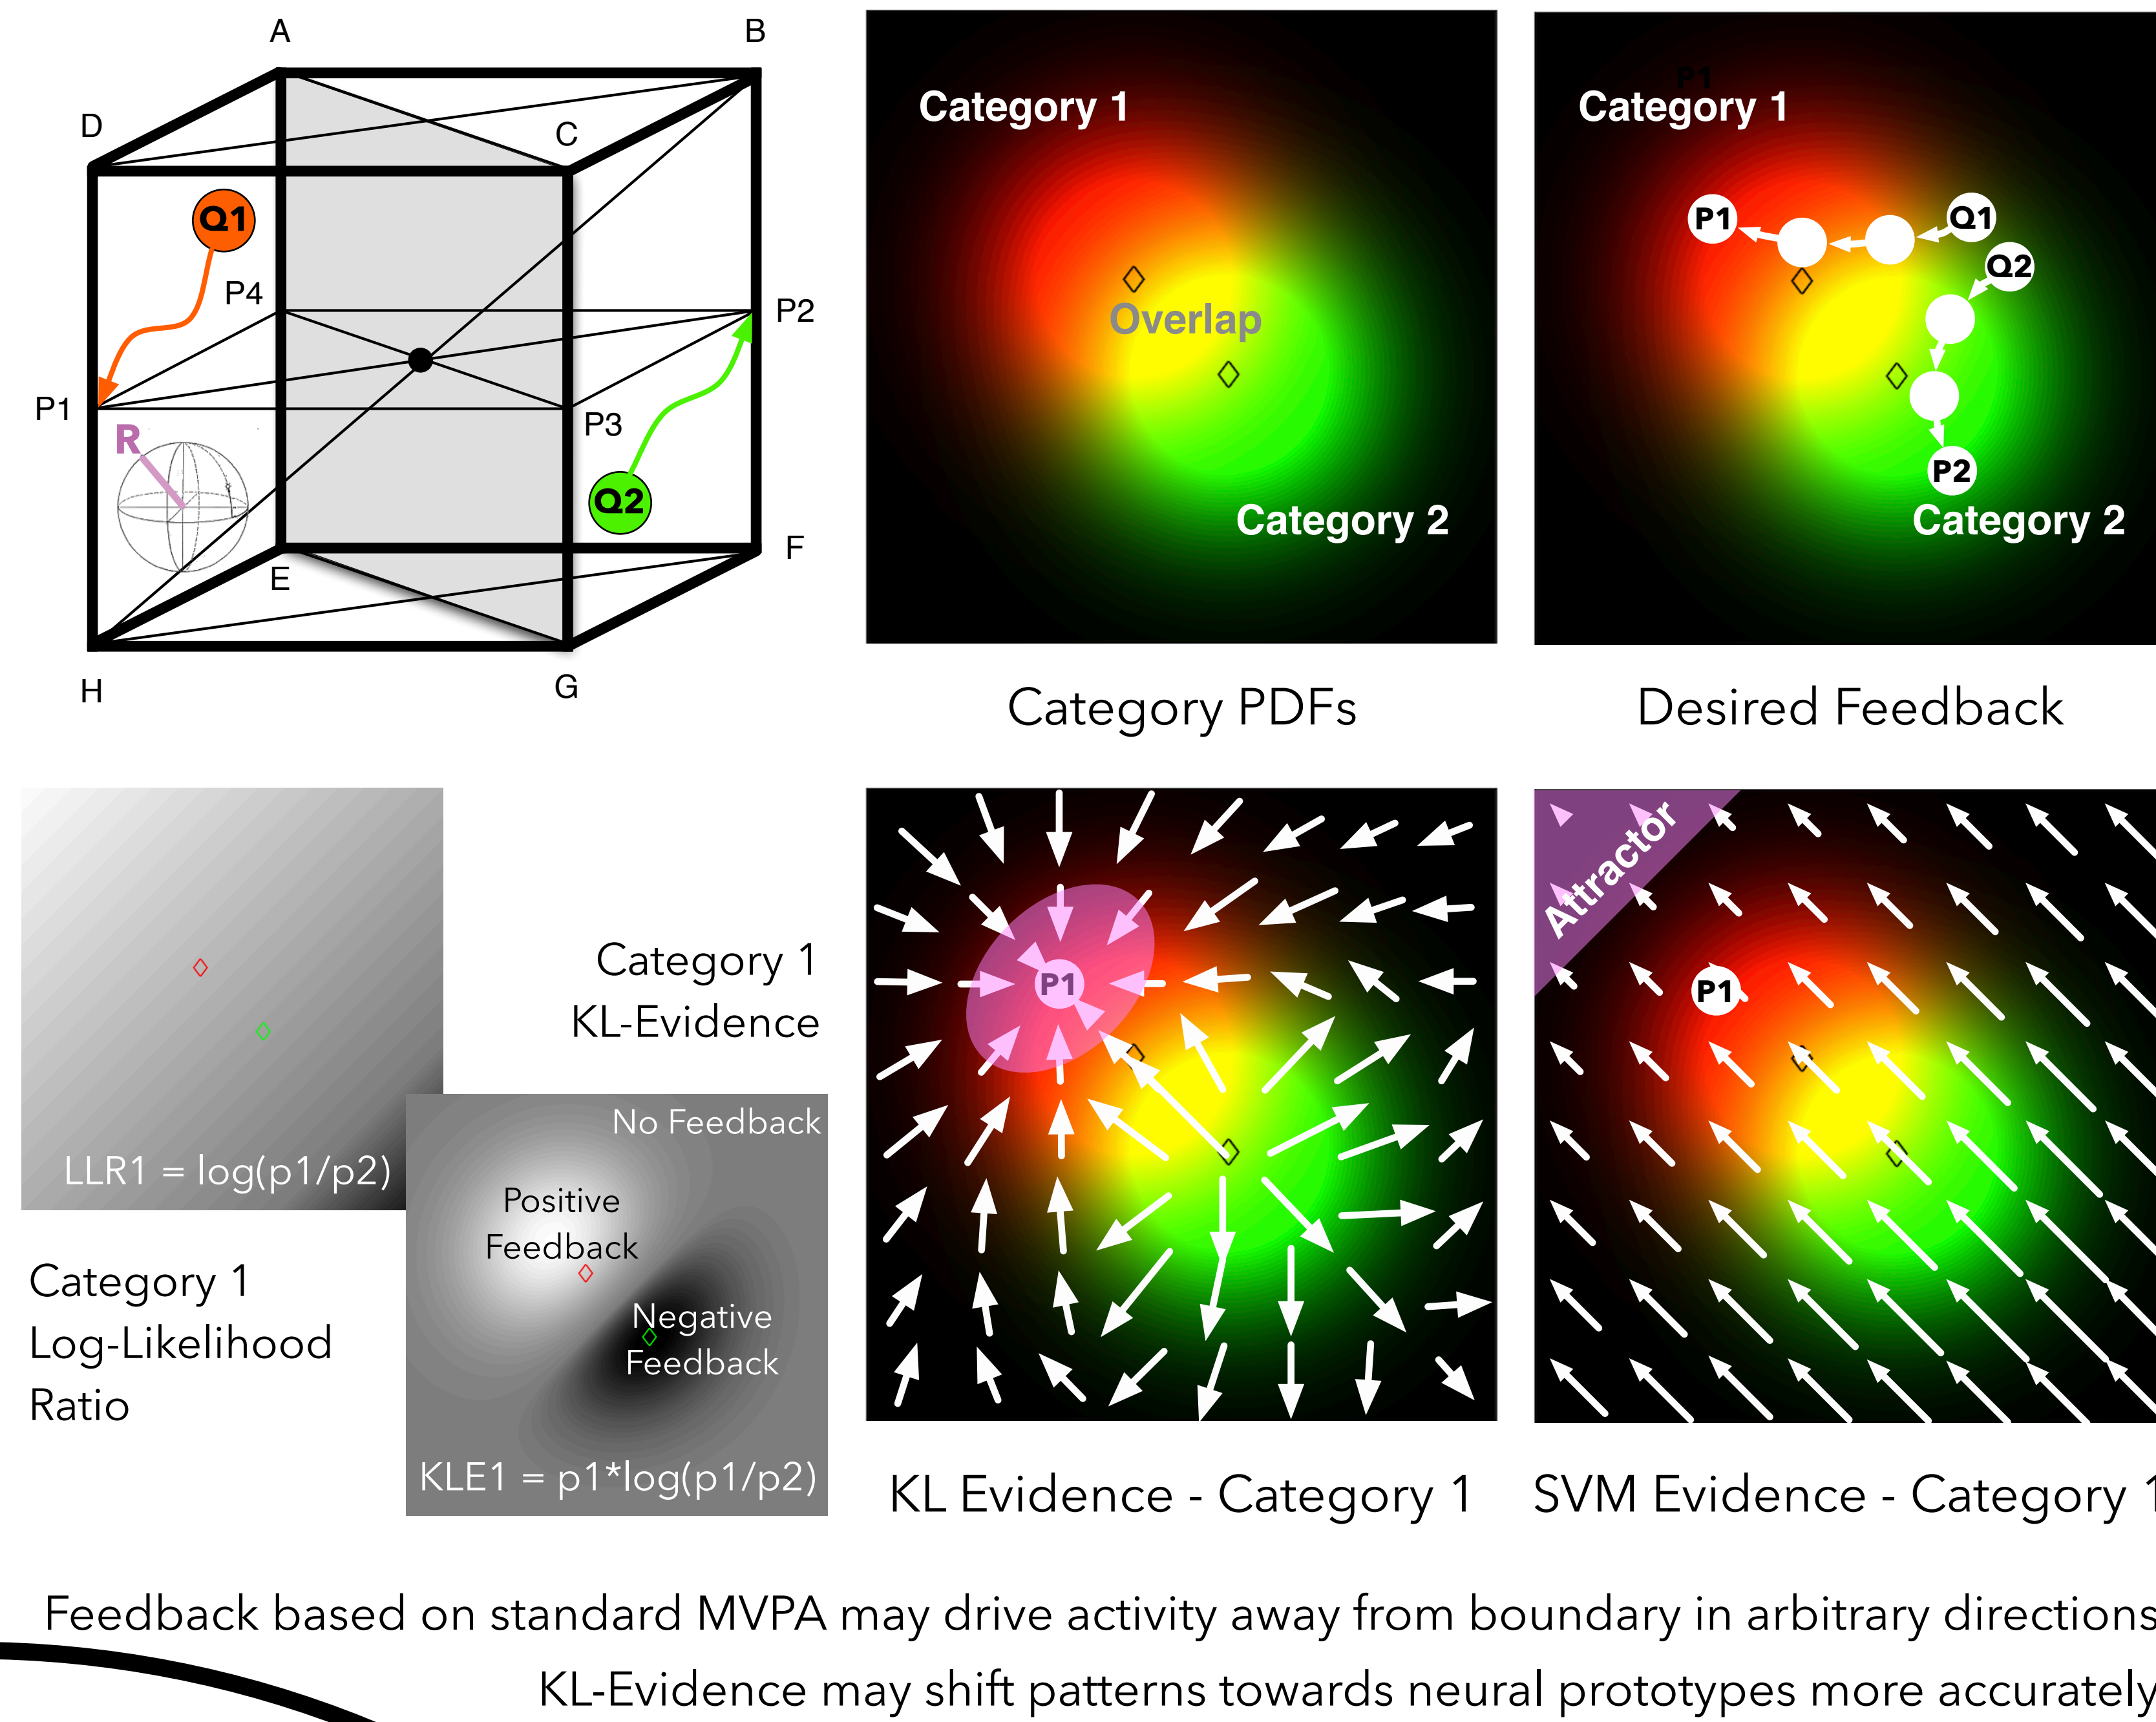 A
B
D
C
Q1
P4
P2
P1
P3
R
Q2
E
F
H
G
Category 1
Overlap
Category 2
Category PDFs
P1
Category 1
P1
Q1
Q2
P2
Category 2
Desired Feedback
LLR1 = log(p1/p2)
Category 1
Log-Likelihood
Ratio
Category 1
KL-Evidence
No Feedback
Positive
Feedback
Negative
Feedback
KLE1 = p1*log(p1/p2)
P1
KL Evidence - Category 1
Attractor
P1
SVM Evidence - Category 1
Feedback based on standard MVPA may drive activity away from boundary in arbitrary directions
KL-Evidence may shift patterns towards neural prototypes more accurately